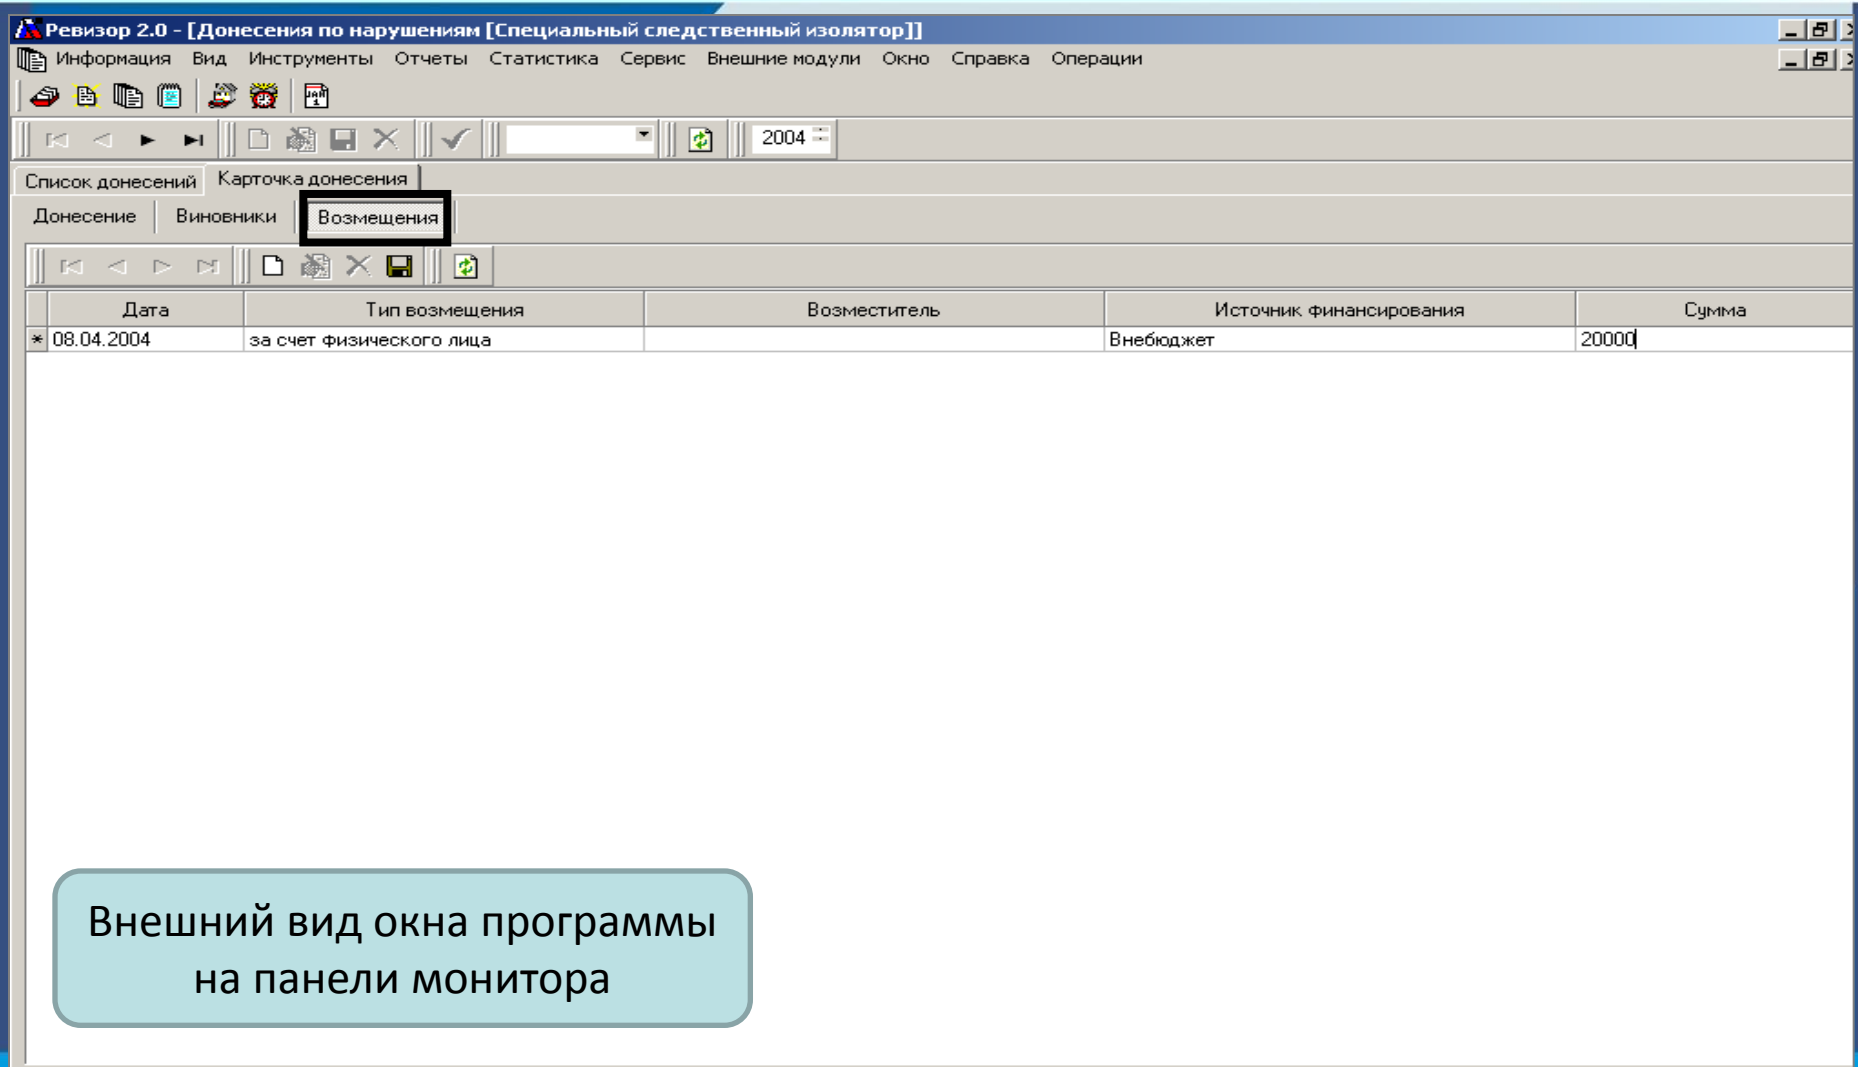 Ревизор 2.0 - [Донесения по нарушениям [Специальный следственный изолятор]]
Информация Вид Инструменты Отчеты Статистика Сервис Внешние модули Окно Справка Операции
2004
Список донесений Карточка донесения
Донесение Виновники Возмещения
Дата Тип возмещения Возместитель Источник финансирования Сумма
* 08.04.2004 за счет физического лица Внебюджет 20000
Внешний вид окна программы
на панели монитора